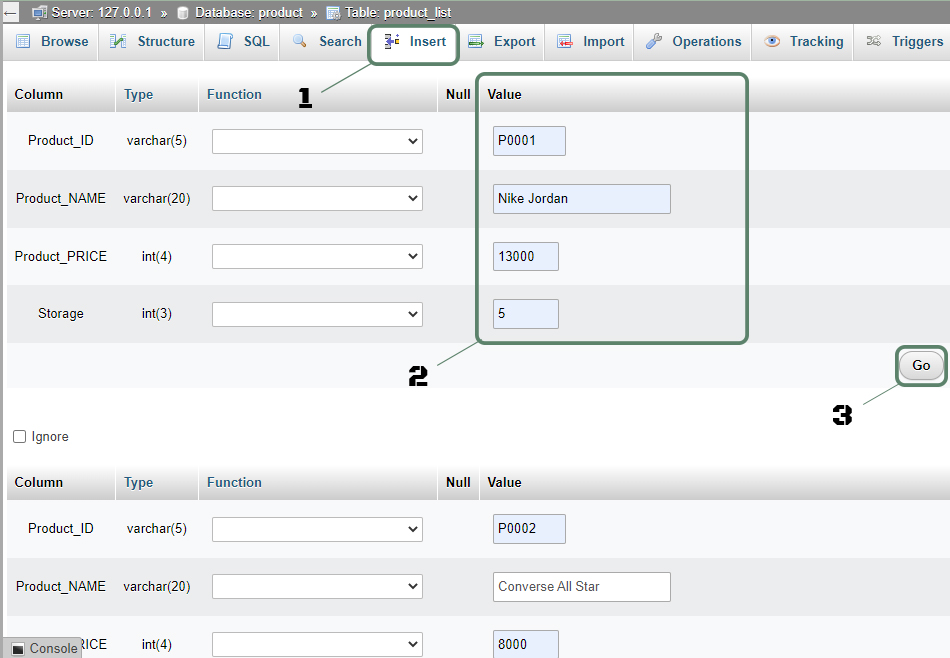 Server: 127.0.0.1 » Database: product » Table: product_list
Browse Structure SQL Search Insert Export Import Operations Tracking Triggers
1
Column Type Function Null Value
Product_ID varchar(5) P0001
Product_NAME varchar(20) Nike Jordan
Product_PRICE int(4) 13000
Storage int(3) 5
2
Go
3
Ignore
Column Type Function Null Value
Product_ID varchar(5) P0002
Product_NAME varchar(20) Converse All Star
RICE int(4) 8000
Console